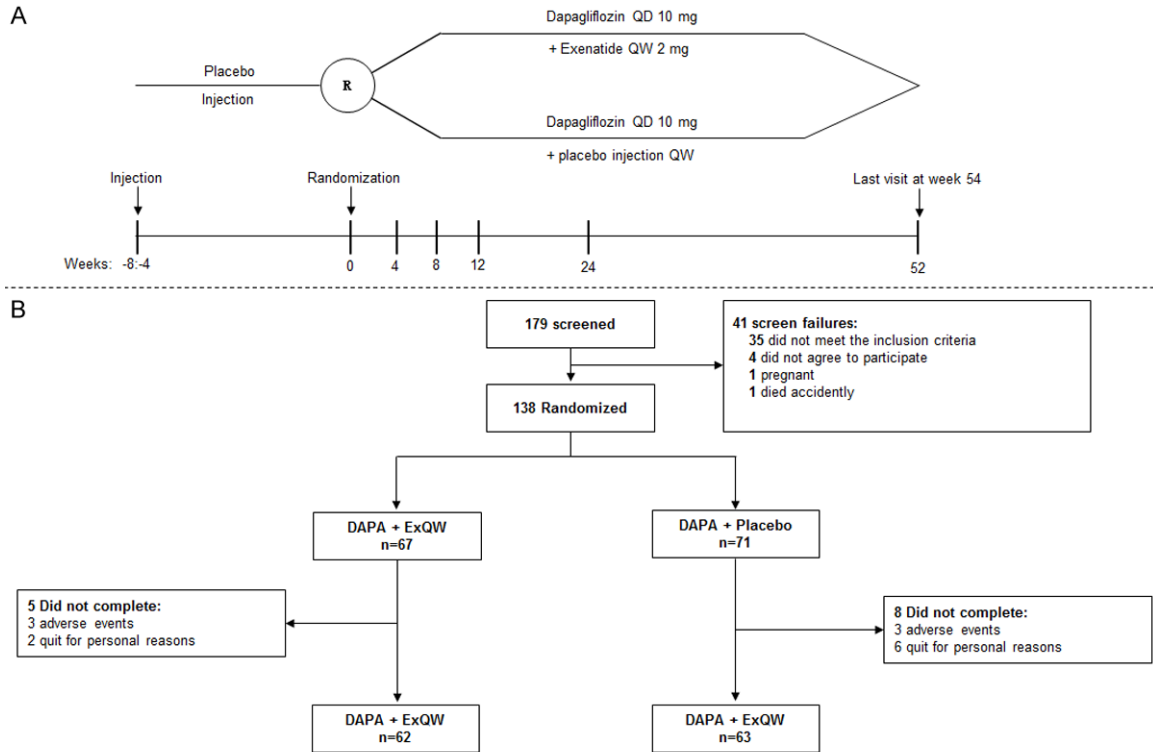 A
Dapagliflozin QD 10 mg
+ Exenatide QW 2 mg
Placebo
Injection
R
Dapagliflozin QD 10 mg
+ placebo injection QW
Injection
Randomization
Last visit at week 54
Weeks: -8:-4 0 4 8 12 24 52
B
179 screened
41 screen failures:
35 did not meet the inclusion criteria
4 did not agree to participate
1 pregnant
1 died accidently
138 Randomized
DAPA + ExQW
n=67
DAPA + Placebo
n=71
5 Did not complete:
3 adverse events
2 quit for personal reasons
8 Did not complete:
3 adverse events
6 quit for personal reasons
DAPA + ExQW
n=62
DAPA + ExQW
n=63